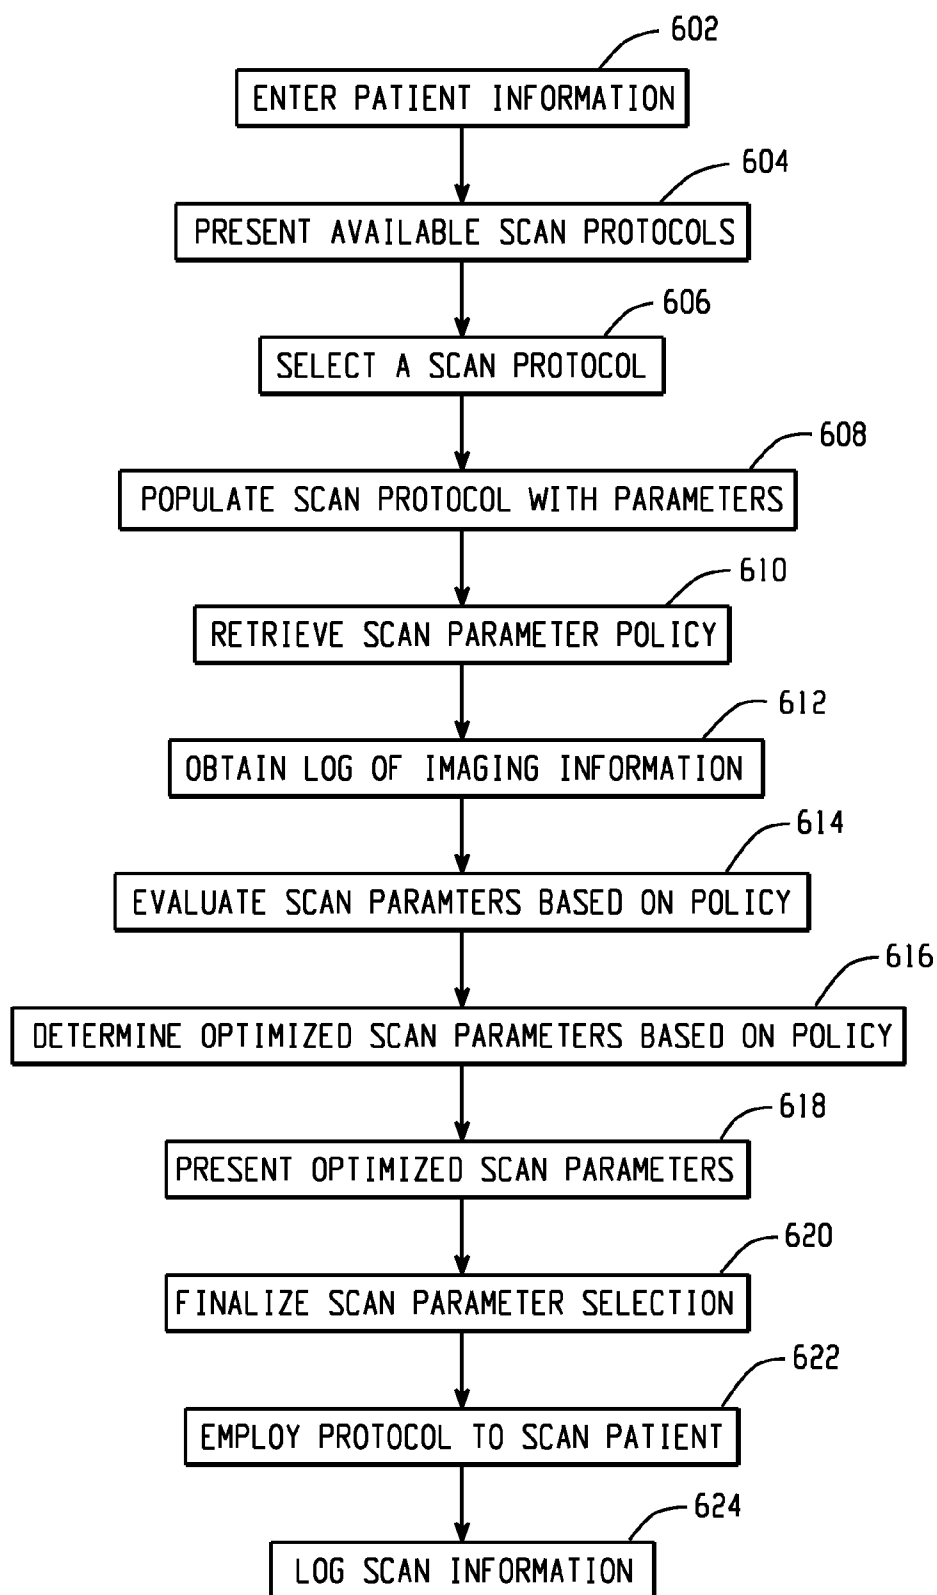 602
ENTER PATIENT INFORMATION
604
PRESENT AVAILABLE SCAN PROTOCOLS
606
SELECT A SCAN PROTOCOL
608
POPULATE SCAN PROTOCOL WITH PARAMETERS
610
RETRIEVE SCAN PARAMETER POLICY
612
OBTAIN LOG OF IMAGING INFORMATION
614
EVALUATE SCAN PARAMTERS BASED ON POLICY
616
DETERMINE OPTIMIZED SCAN PARAMETERS BASED ON POLICY
618
PRESENT OPTIMIZED SCAN PARAMETERS
620
FINALIZE SCAN PARAMETER SELECTION
622
EMPLOY PROTOCOL TO SCAN PATIENT
624
LOG SCAN INFORMATION